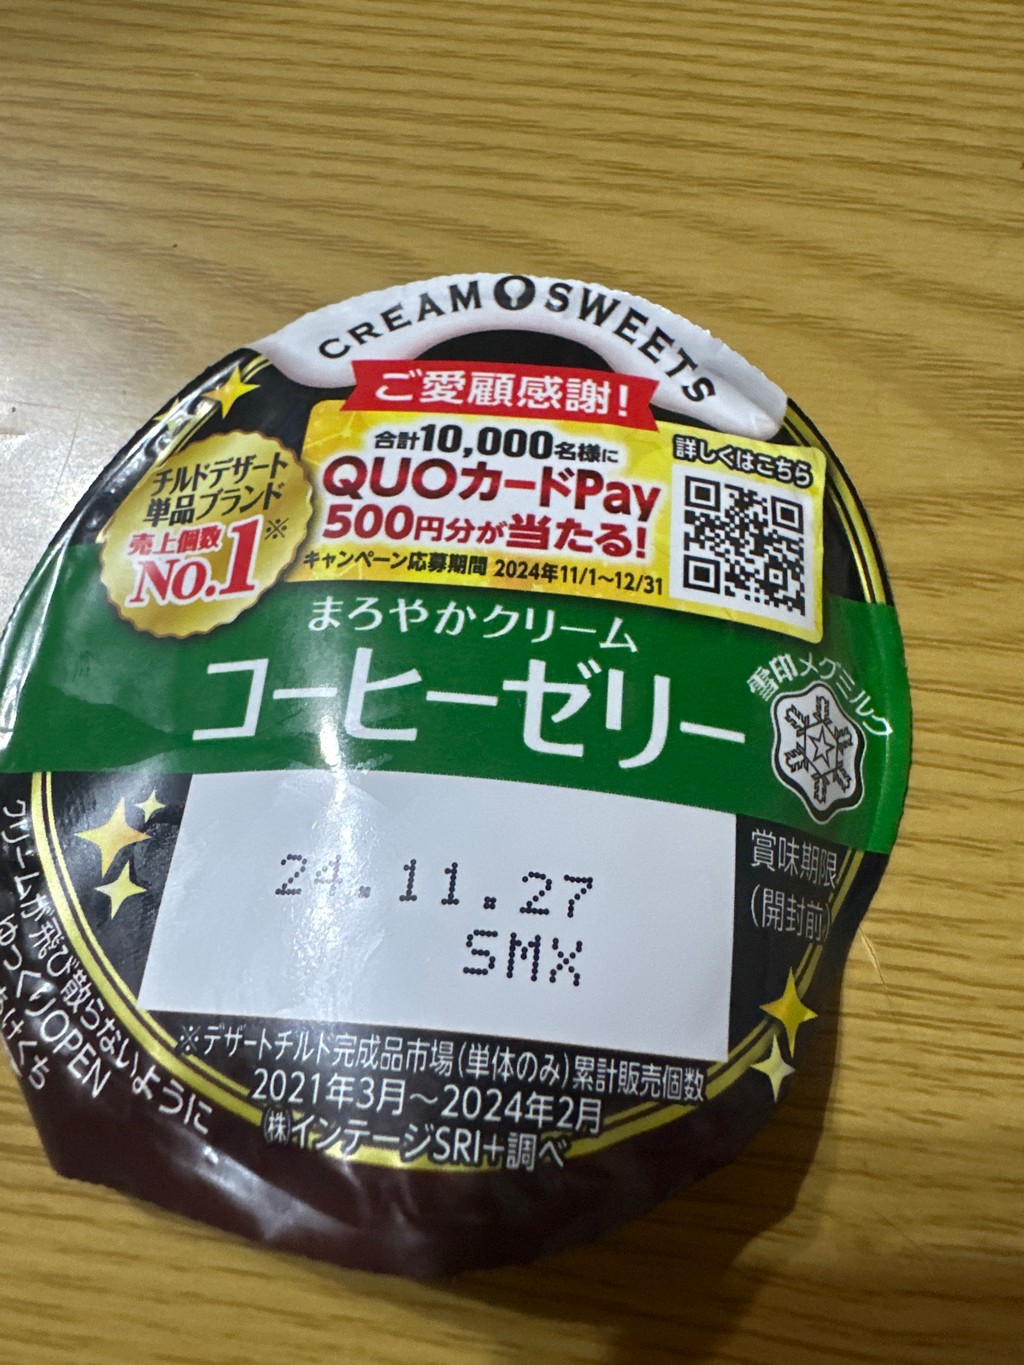 CREAM SWEETS
ご愛顧感謝!
合計10,000名様に
QUOカードPay
500円分が当たる!
キャンペーン応募期間 2024年11/1〜12/31
詳しくはこちら
チルドデザート
単品ブランド
売上個数
No.1※
まろやかクリーム
コーヒーゼリー
雪印メグミルク
24.11.27
SMX
賞味期限
(開封前)
クリームが飛び散らないように
ゆっくりOPEN
あけくち
※デザートチルド完成品市場(単体のみ)累計販売個数
2021年3月〜2024年2月
㈱インテージSRI+調べ